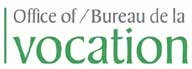 Office of / Bureau de la
vocation